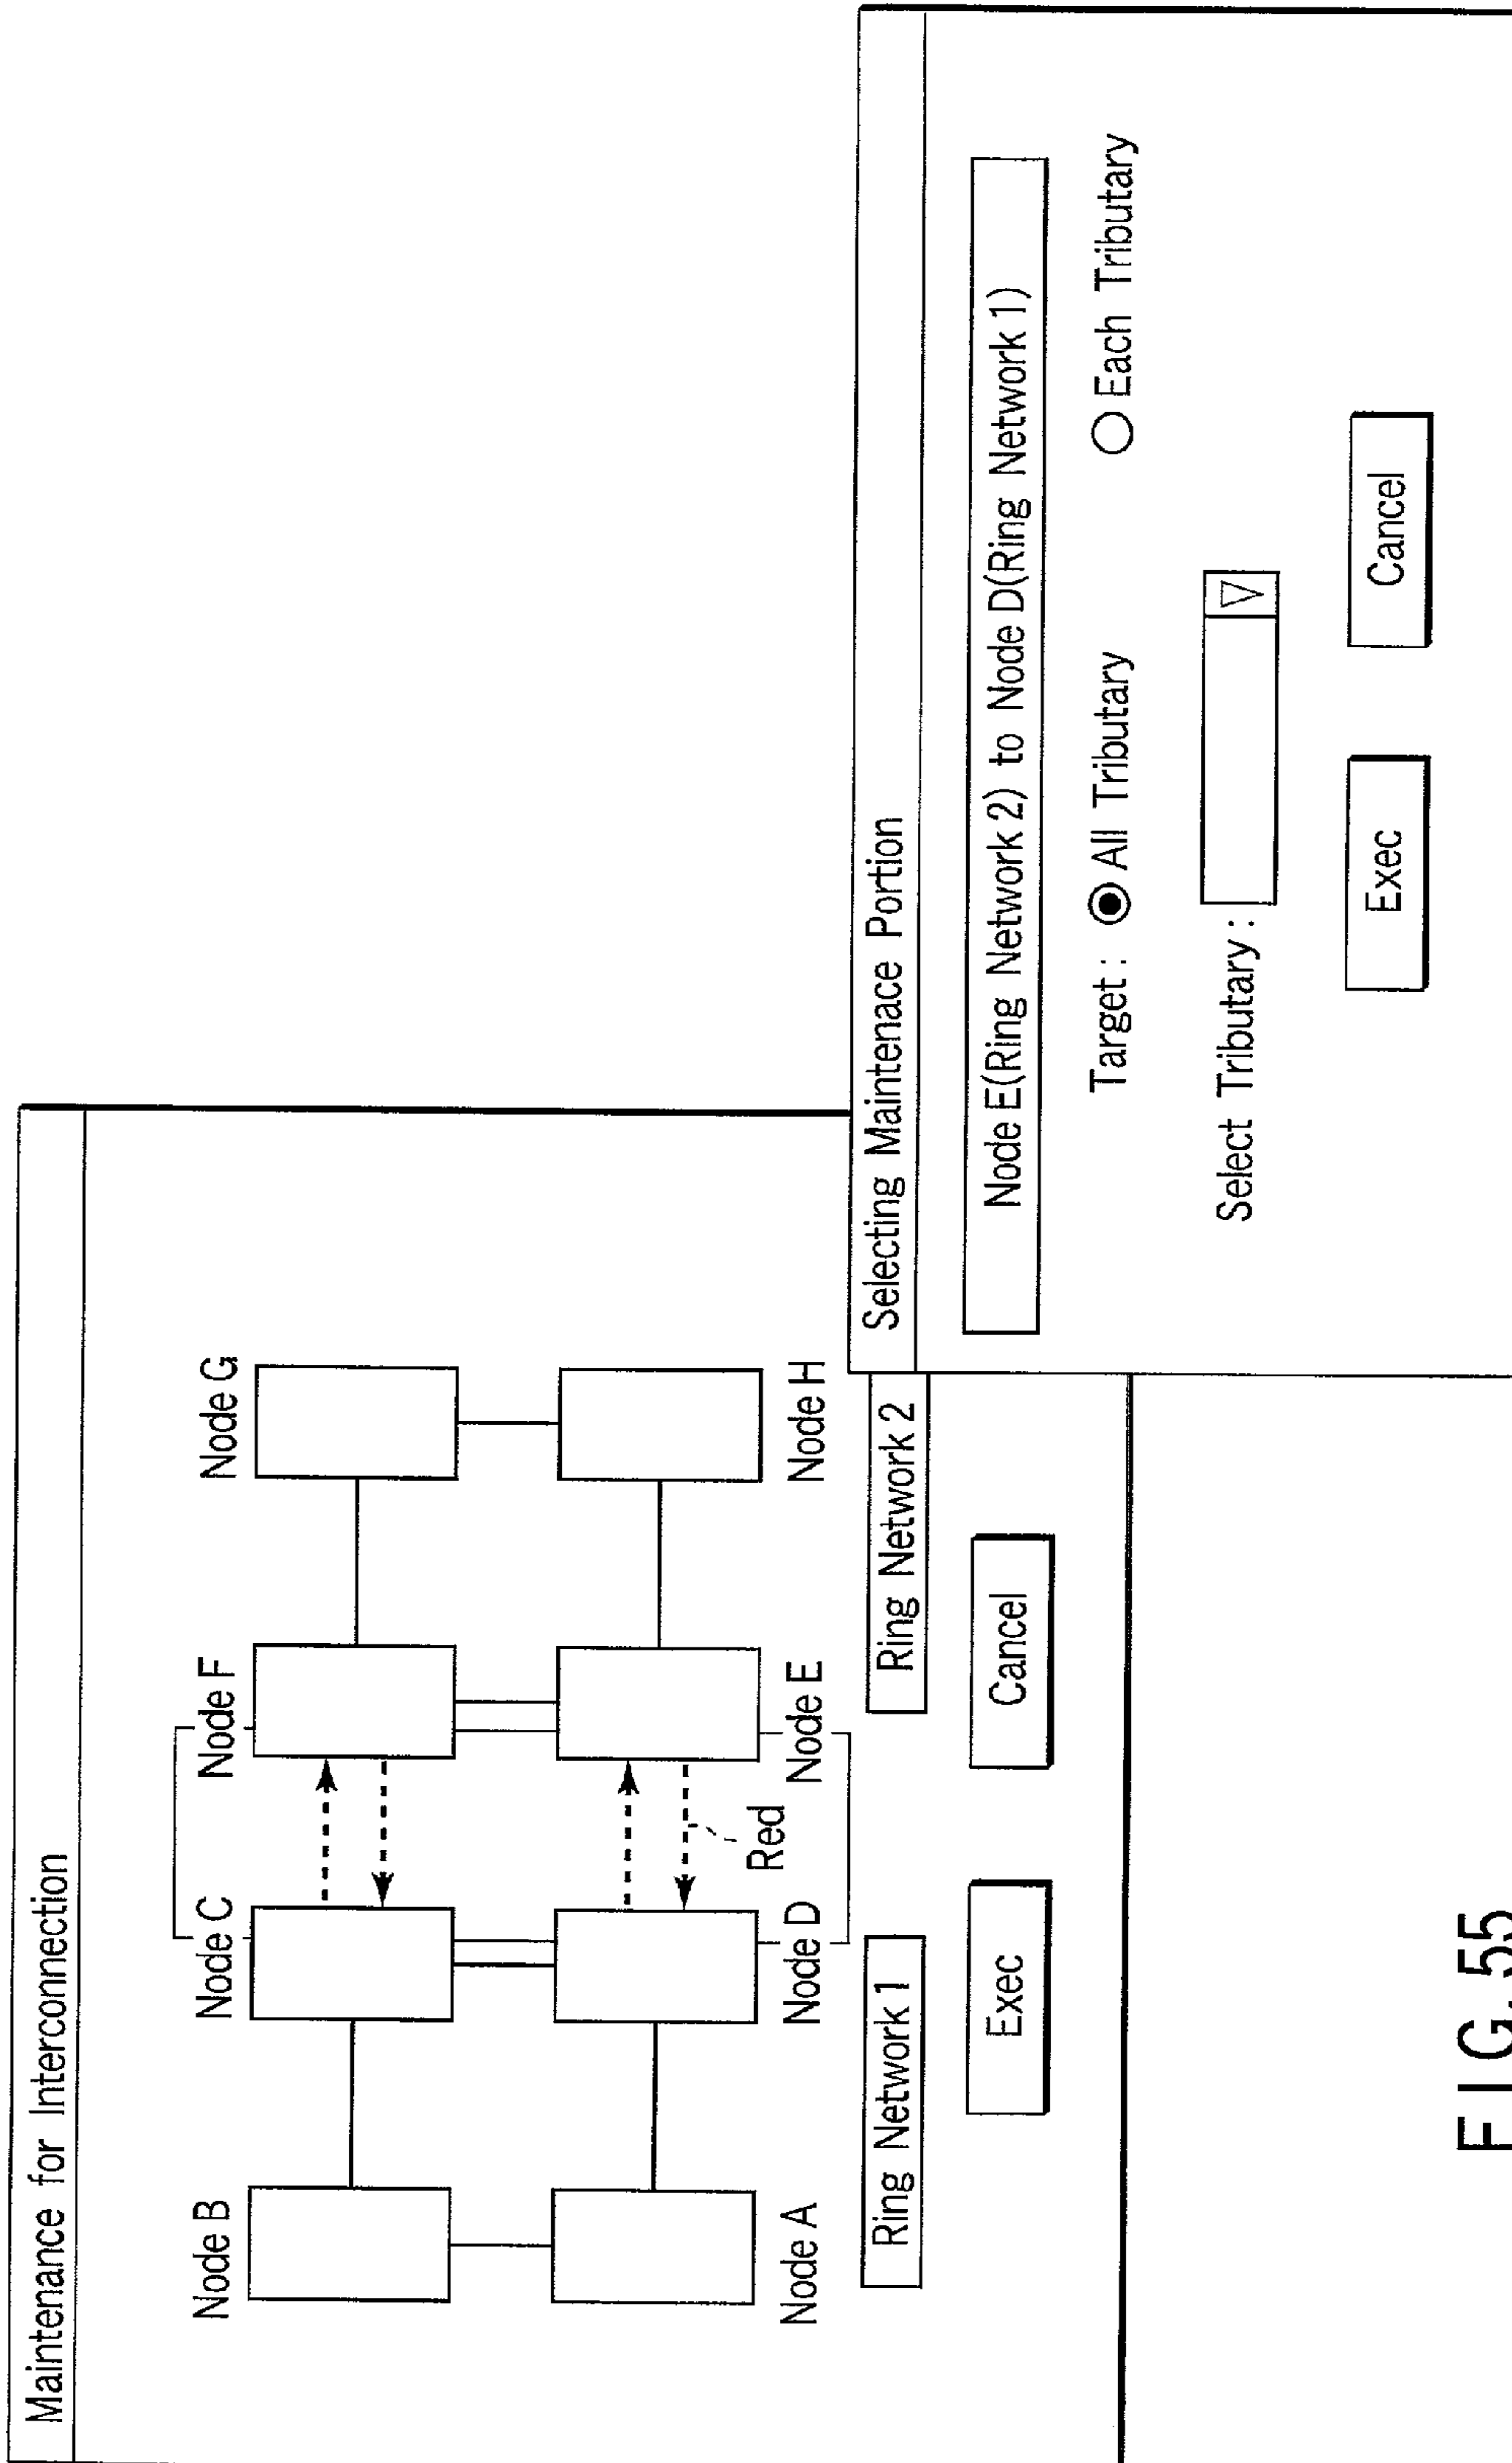 Maintenance for Interconnection
Node B
Node C
Node F
Node G
Red
Node A
Node D
Node E
Node H
Ring Network 1
Ring Network 2
Exec
Cancel
Selecting Maintenace Portion
Node E(Ring Network 2) to Node D(Ring Network 1)
Target : All Tributary Each Tributary
Select Tributary :
Exec
Cancel
FIG. 55